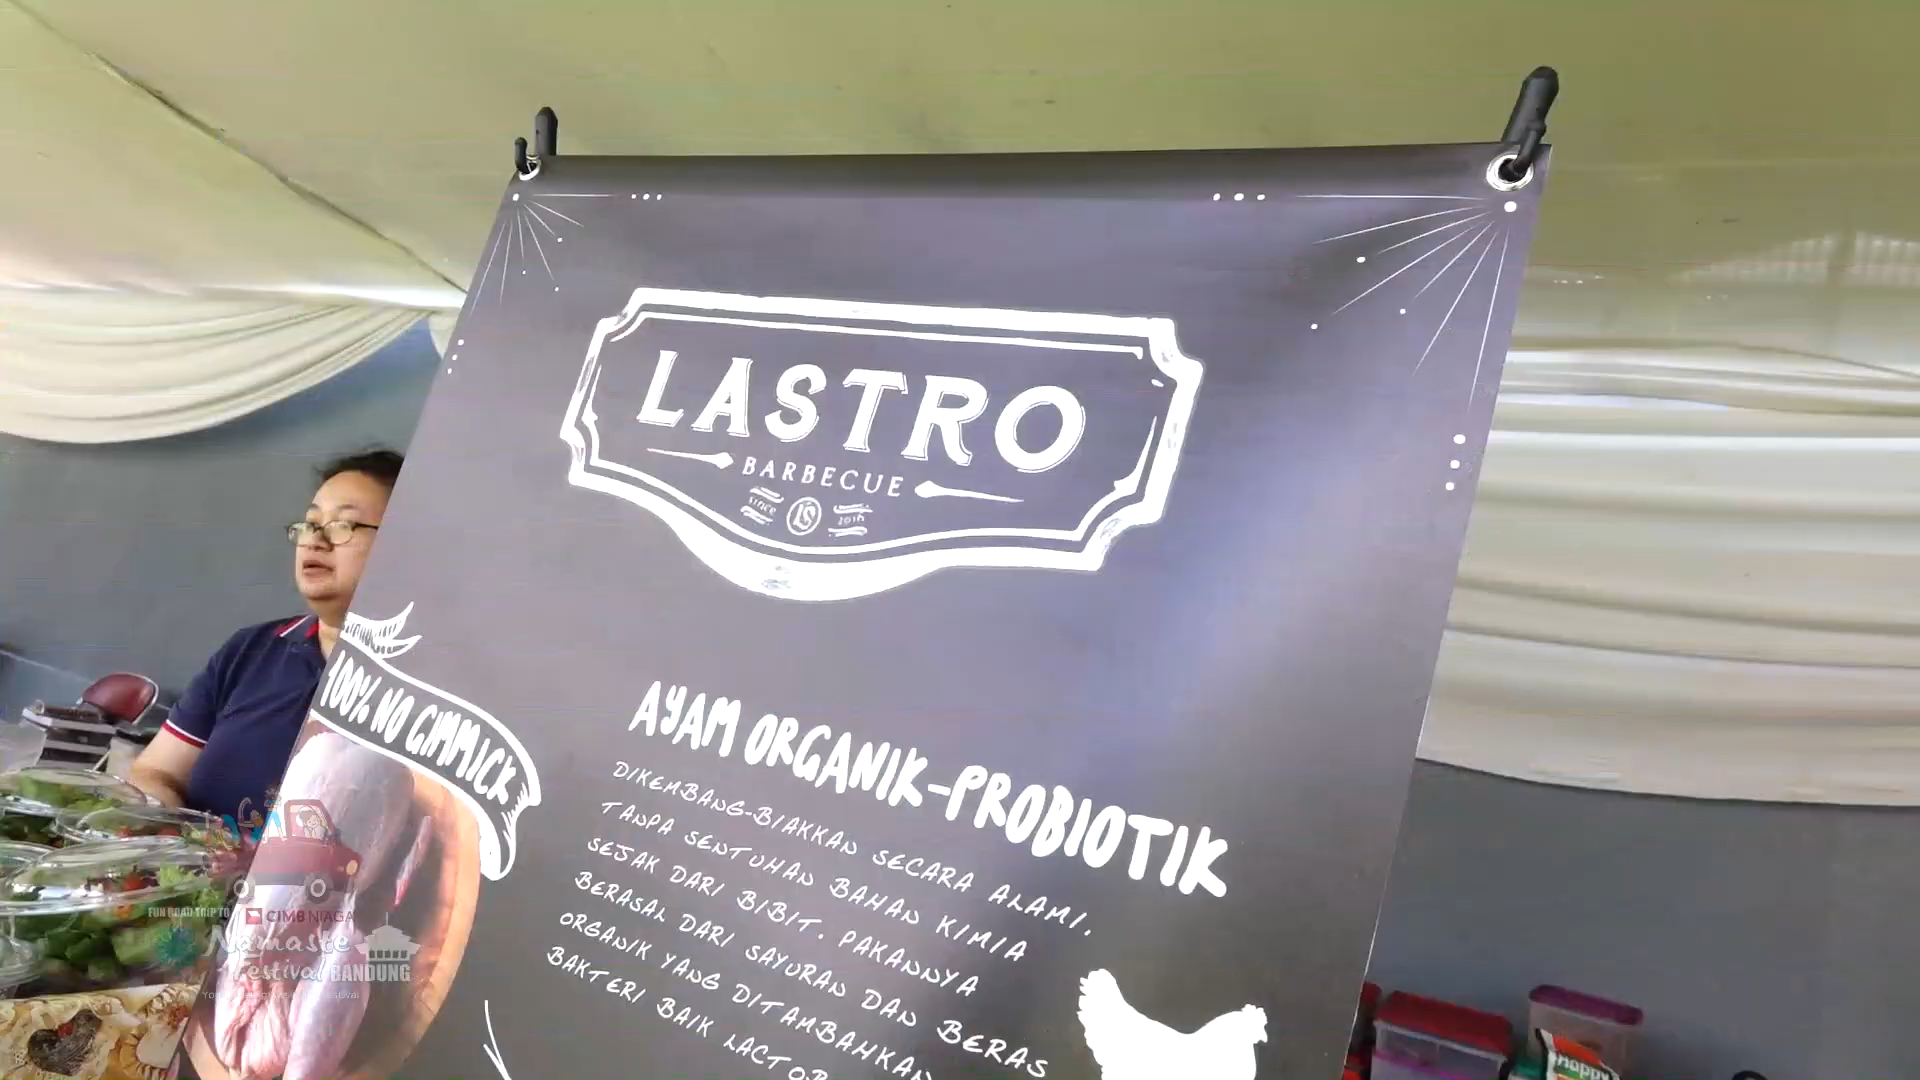 LASTRO
BARBECUE
since
LS
100% NO GIMMICK
AYAM ORGANIK-PROBIOTIK
DIKEMBANG-BIAKKAN SECARA ALAMI.
TANPA SENTUHAN BAHAN KIMIA
SEJAK DARI BIBIT. PAKANNYA
BERASAL DARI SAYURAN DAN BERAS
ORGANIK YANG DITAMBAHKAN
BAKTERI BAIK LACTOB
FUN ROAD TRIP TO
CIMB NIAGA
Namaste
Festival BANDUNG
Happy